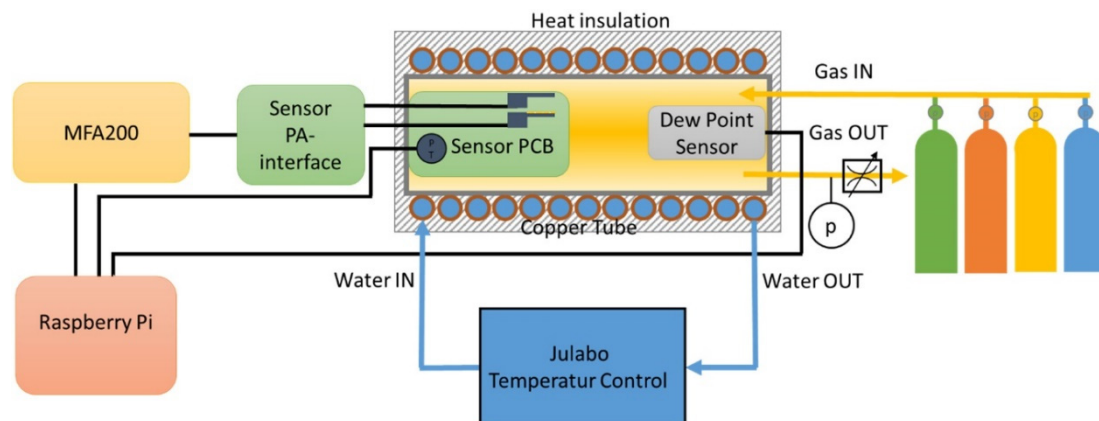 Heat insulation
MFA200
Sensor
PA-
interface
P
T
Sensor PCB
Dew Point
Sensor
Gas IN
Gas OUT
p
Copper Tube
Water IN
Water OUT
Raspberry Pi
Julabo
Temperatur Control